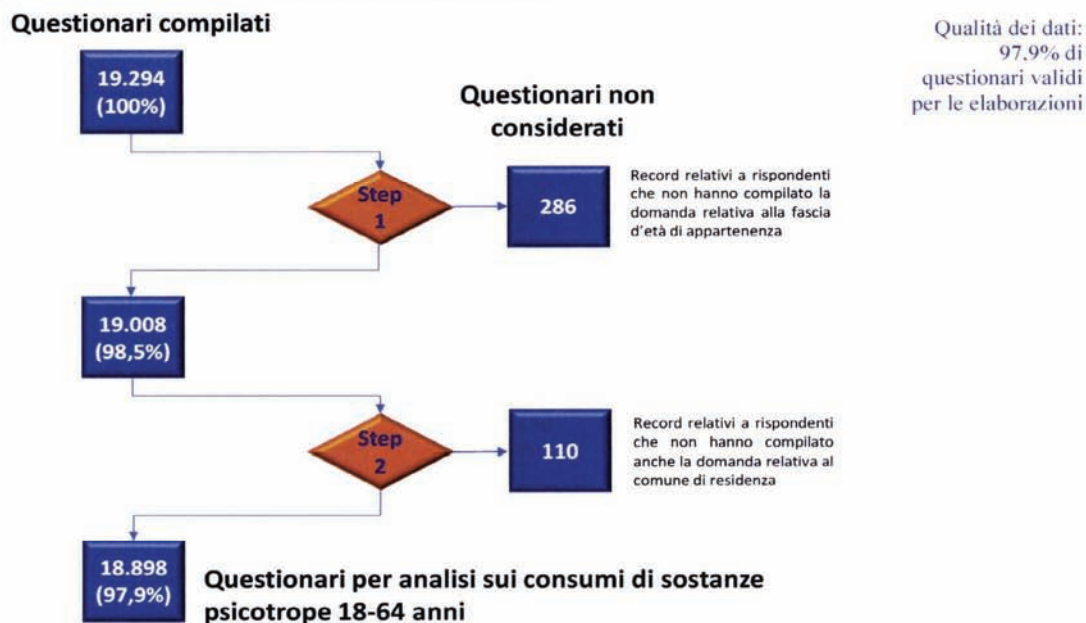 Questionari compilati
Qualità dei dati:
97,9% di
questionari validi
per le elaborazioni
19.294
(100%)
Questionari non
considerati
Step
1
286
Record relativi a rispondenti
che non hanno compilato la
domanda relativa alla fascia
d'età di appartenenza
19.008
(98,5%)
Step
2
110
Record relativi a rispondenti
che non hanno compilato
anche la domanda relativa al
comune di residenza
18.898
(97,9%)
Questionari per analisi sui consumi di sostanze
psicotrope 18-64 anni